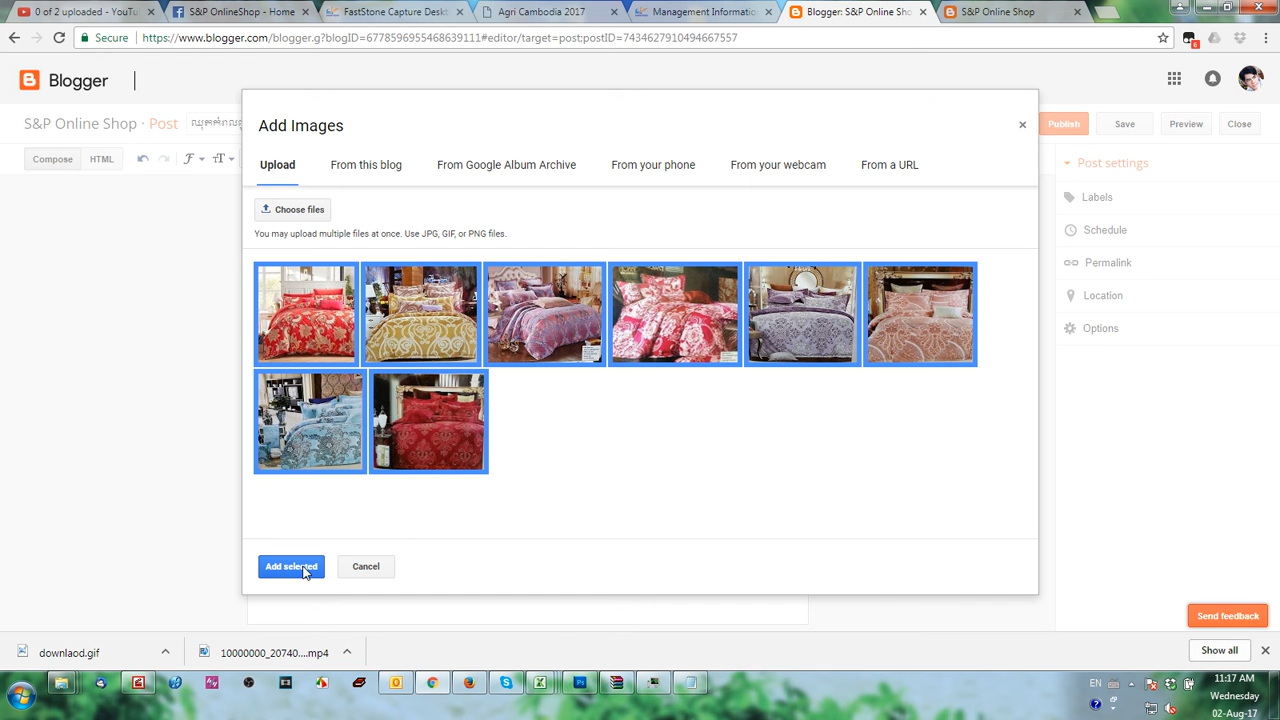 0 of 2 uploaded - YouTu
S&P OnlineShop - Home
FastStone Capture Deskt
Agri Cambodia 2017
Management Informatio
Blogger: S&P Online Sho
S&P Online Shop
Secure
https://www.blogger.com/blogger.g?blogID=6778596955468639111#editor/target=post;postID=7434627910494667557
6
Blogger
S&P Online Shop · Post
Publish
Save
Preview
Close
Compose
HTML
Add Images
Upload
From this blog
From Google Album Archive
From your phone
From your webcam
From a URL
Choose files
You may upload multiple files at once. Use JPG, GIF, or PNG files.
Add selected
Cancel
Post settings
Labels
Schedule
Permalink
Location
Options
Send feedback
downlaod.gif
10000000_20740....mp4
Show all
EN
11:17 AM
Wednesday
02-Aug-17